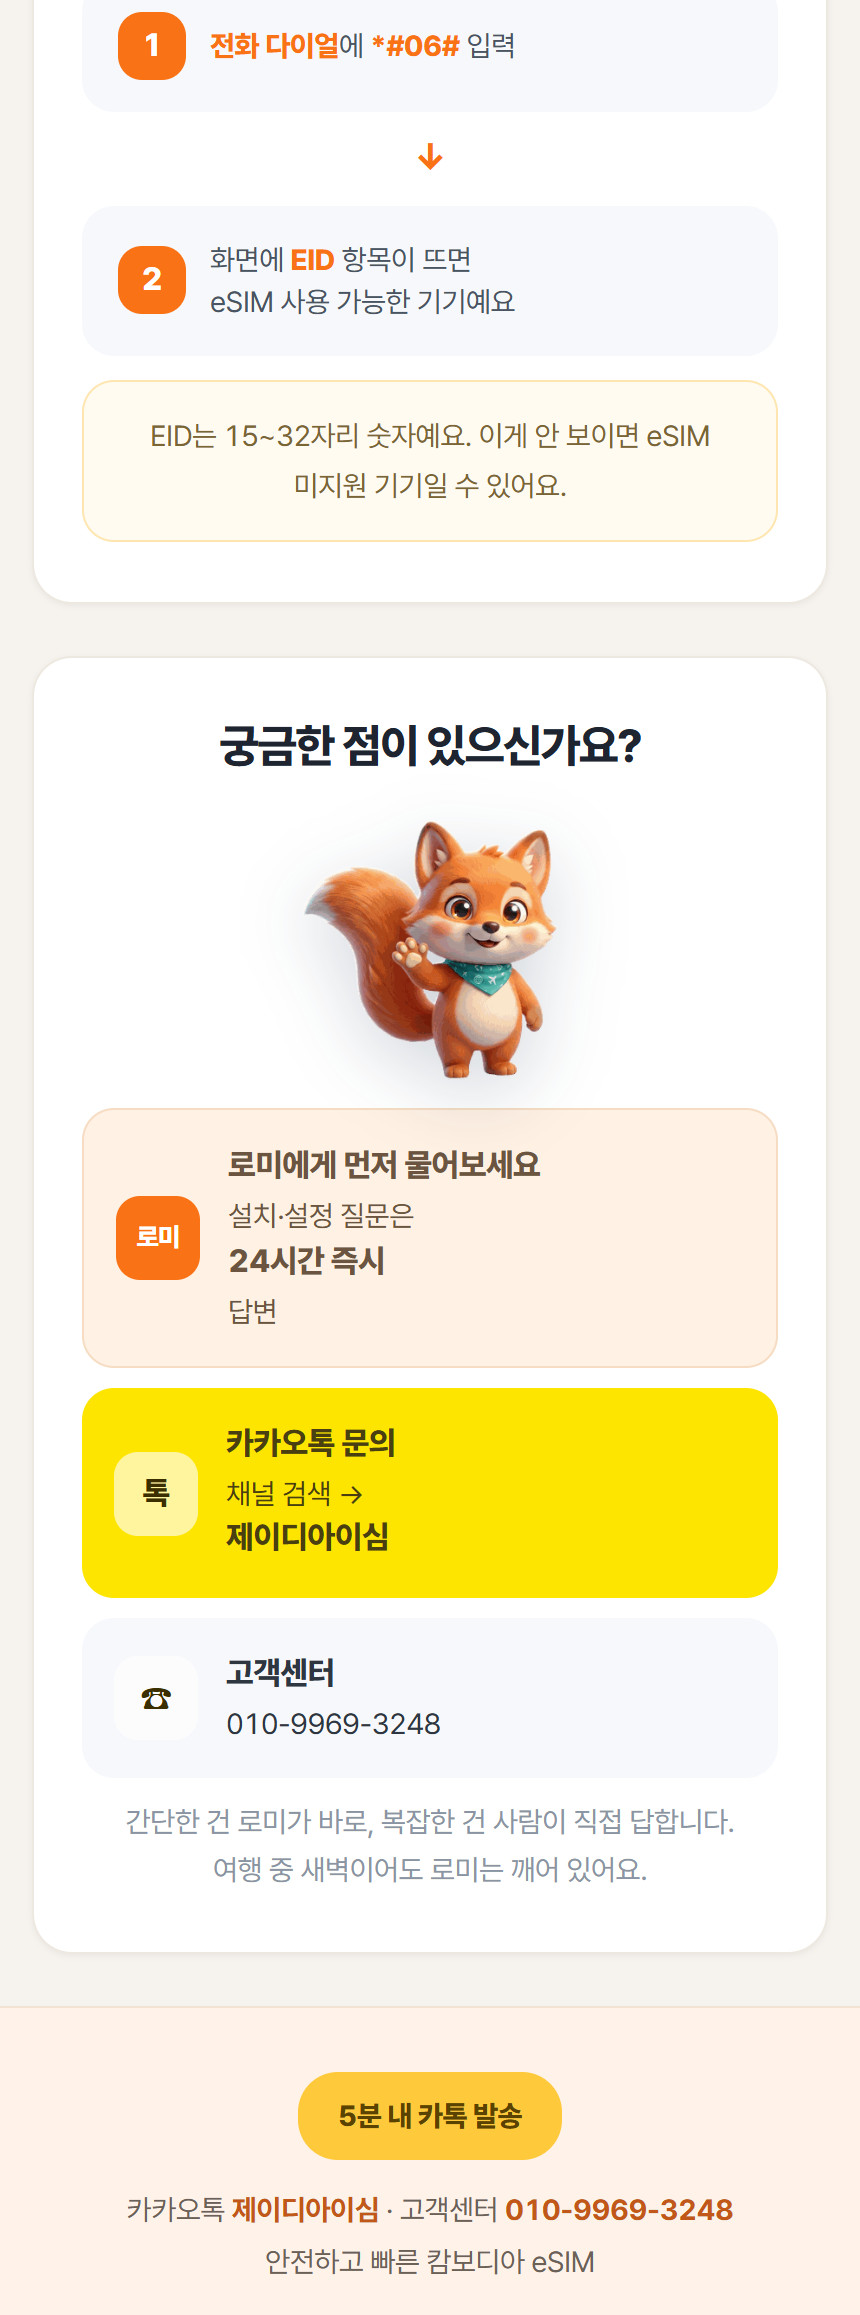 1
전화 다이얼에 *#06# 입력
↓
2
화면에 EID 항목이 뜨면
eSIM 사용 가능한 기기예요
EID는 15~32자리 숫자예요. 이게 안 보이면 eSIM
미지원 기기일 수 있어요.
궁금한 점이 있으신가요?
로미
로미에게 먼저 물어보세요
설치·설정 질문은
24시간 즉시
답변
톡
카카오톡 문의
채널 검색 →
제이디아이심
☎
고객센터
010-9969-3248
간단한 건 로미가 바로, 복잡한 건 사람이 직접 답합니다.
여행 중 새벽이어도 로미는 깨어 있어요.
5분 내 카톡 발송
카카오톡 제이디아이심 · 고객센터 010-9969-3248
안전하고 빠른 캄보디아 eSIM